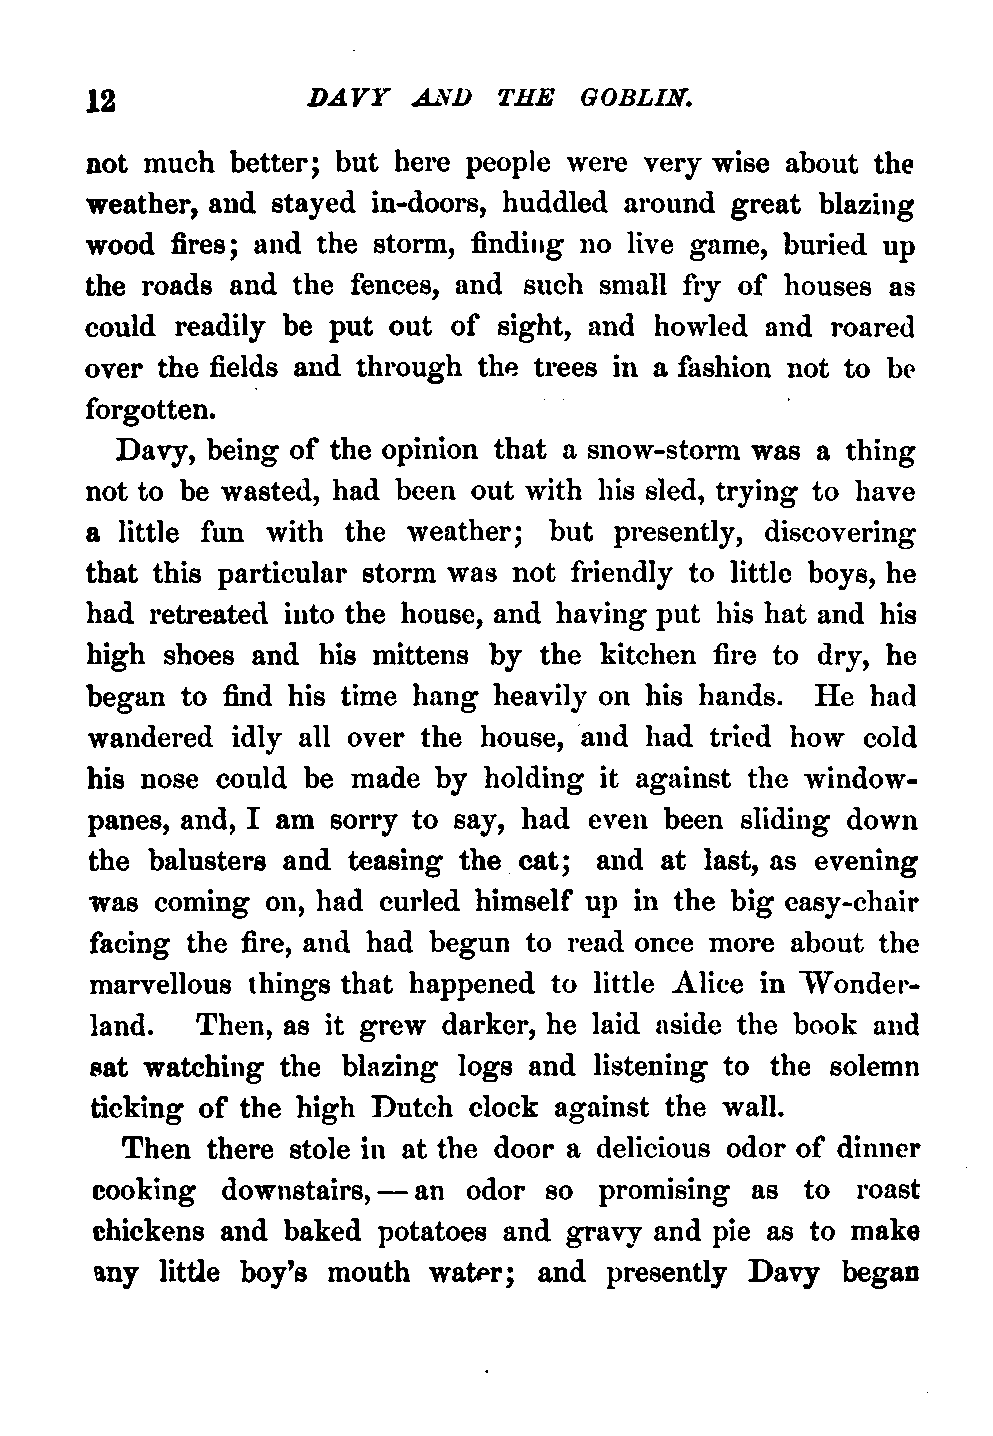 12 DAVY AND THE GOBLIN.
not much better; but here people were very wise about the
weather, and stayed in-doors, huddled around great blazing
wood fires; and the storm, finding no live game, buried up
the roads and the fences, and such small fry of houses as
could readily be put out of sight, and howled and roared
over the fields and through the trees in a fashion not to be
forgotten.
Davy, being of the opinion that a snow-storm was a thing
not to be wasted, had been out with his sled, trying to have
a little fun with the weather; but presently, discovering
that this particular storm was not friendly to little boys, he
had retreated into the house, and having put his hat and his
high shoes and his mittens by the kitchen fire to dry, he
began to find his time hang heavily on his hands. He had
wandered idly all over the house, and had tried how cold
his nose could be made by holding it against the window-
panes, and, I am sorry to say, had even been sliding down
the balusters and teasing the cat; and at last, as evening
was coming on, had curled himself up in the big easy-chair
facing the fire, and had begun to read once more about the
marvellous things that happened to little Alice in Wonder-
land. Then, as it grew darker, he laid aside the book and
sat watching the blazing logs and listening to the solemn
ticking of the high Dutch clock against the wall.
Then there stole in at the door a delicious odor of dinner
cooking downstairs, — an odor so promising as to roast
chickens and baked potatoes and gravy and pie as to make
any little boy's mouth water; and presently Davy began